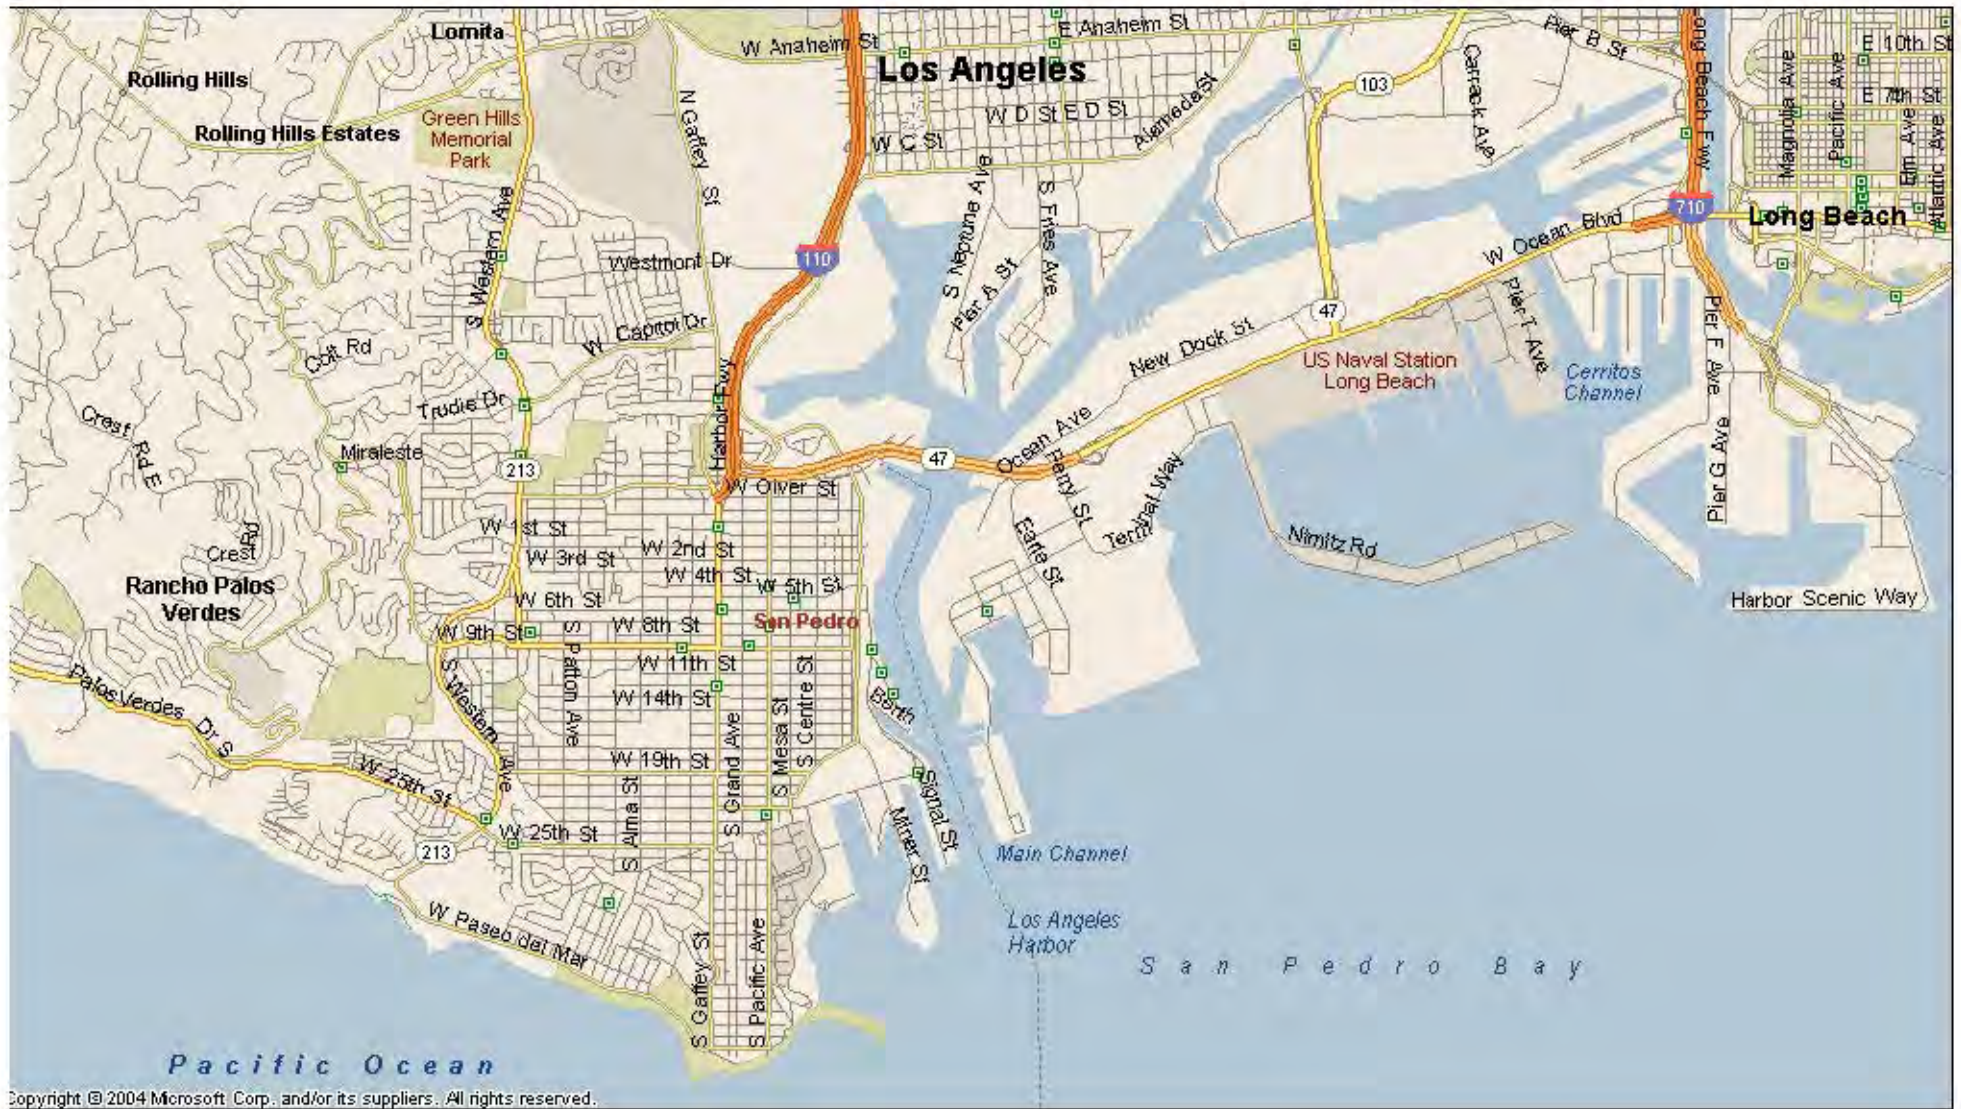 Lomita
W Anaheim St
E Anaheim St
Pier B St
Long Beach Fwy
E 10th St
Los Angeles
Rolling Hills
103
Carrack Ave
Magnolia Ave
Pacific Ave
E 7th St
Elm Ave
Atlantic Ave
N Gaffey St
W D St
E D St
Alameda St
Green Hills
Memorial
Park
Rolling Hills Estates
W C St
S Western Ave
S Neptune Ave
S Fries Ave
Pier A St
710
Long Beach
W Ocean Blvd
Westmont Dr
110
Pier T Ave
Pier F Ave
47
W Capitol Dr
New Dock St
US Naval Station
Long Beach
Cerritos
Channel
Colt Rd
Harbor Fwy
Trudie Dr
Crest Rd E
Miraleste
213
47
Ocean Ave
Ferry St
Terminal Way
Pier G Ave
W Oliver St
W 1st St
Earle St
Nimitz Rd
Crest Rd
W 3rd St
W 2nd St
W 4th St
W 5th St
Rancho Palos
Verdes
W 6th St
Harbor Scenic Way
W 9th St
W 8th St
San Pedro
S Patton Ave
W 11th St
S Western Ave
W 14th St
S Centre St
Berth
Palos Verdes Dr S
S Grand Ave
S Mesa St
W 19th St
W 25th St
S Alma St
Signal St
Miner St
W 25th St
213
Main Channel
W Paseo del Mar
Los Angeles
Harbor
San Pedro Bay
S Gaffey St
S Pacific Ave
Pacific Ocean
Copyright © 2004 Microsoft Corp. and/or its suppliers. All rights reserved.